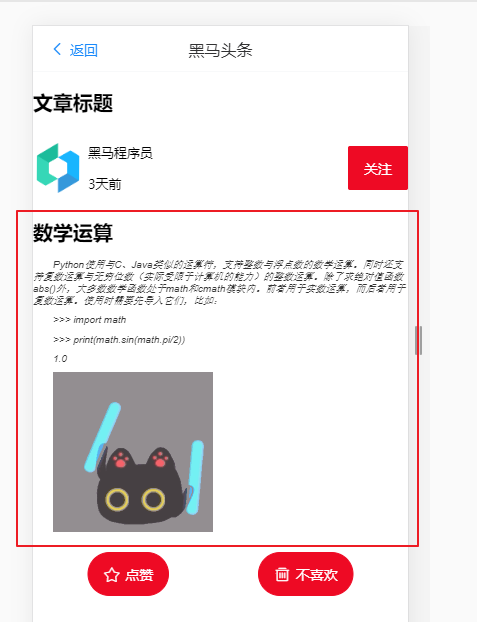 返回
黑马头条
文章标题
黑马程序员
3天前
关注
数学运算
Python使用与C、Java类似的运算符，支持整数与浮点数的数学运算。同时还支
持复数运算与无穷位数（实际受限于计算机的能力）的整数运算。除了求绝对值函数
abs()外，大多数数学函数处于math和cmath模块内。前者用于实数运算，而后者用于
复数运算。使用时需要先导入它们，比如：
>>> import math
>>> print(math.sin(math.pi/2))
1.0
点赞
不喜欢